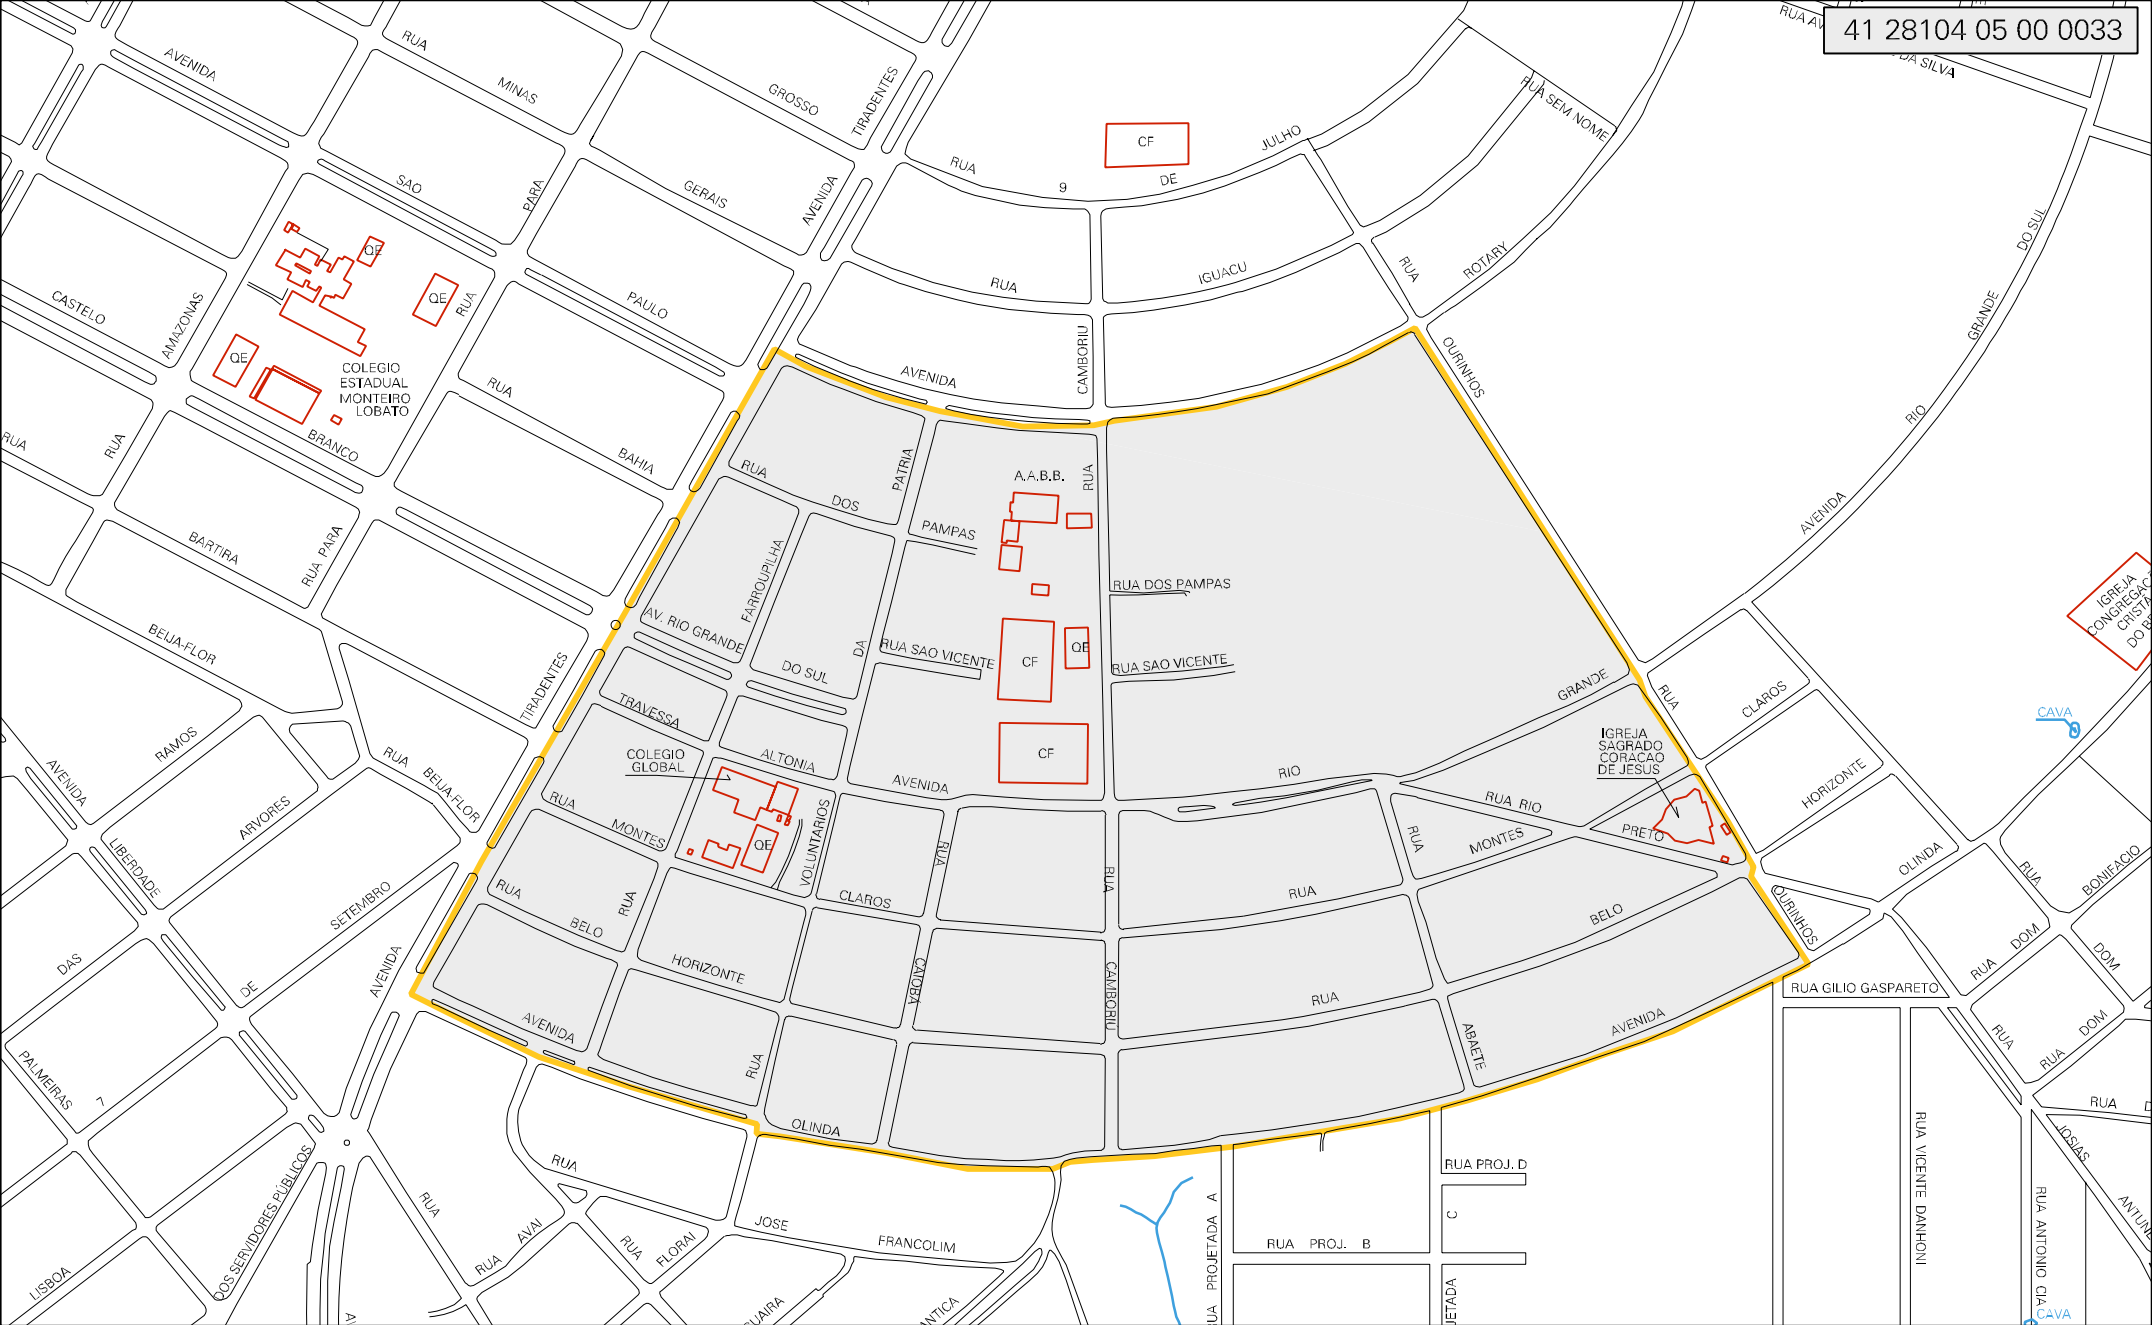 41 28104 05 00 0033
RUA
DA SILVA
AVENIDA
RUA
MINAS
GROSSO
TIRADENTES
RUA SEM NOME
CF
JULHO
RUA
9
DE
SAO
PARA
GERAIS
AVENIDA
DO SUL
QE
QE
RUA
QE
CASTELO
AMAZONAS
PAULO
RUA
IGUACU
RUA
ROTARY
GRANDE
COLEGIO
ESTADUAL
MONTEIRO
LOBATO
RUA
AVENIDA
CAMBORIU
OURINHOS
RIO
RUA
RUA
BRANCO
BAHIA
RUA
DOS
PATRIA
A.A.B.B.
RUA
AVENIDA
PAMPAS
BARTIRA
RUA PARA
FARROUPILHA
RUA DOS PAMPAS
IGREJA
CRISTÃ
BEIJA-FLOR
AV. RIO GRANDE
DO SUL
DA
RUA SAO VICENTE
CF
QE
RUA SAO VICENTE
TIRADENTES
TRAVESSA
ALTONIA
GRANDE
RUA
CLAROS
CAVA
COLEGIO
GLOBAL
IGREJA
SAGRADO
CORACAO
DE JESUS
RAMOS
RUA
BEIJA-FLOR
AVENIDA
CF
RIO
HORIZONTE
AVENIDA
ARVORES
RUA
MONTES
QE
VOLUNTARIOS
RUA
RUA RIO
PRETO
RUA
MONTES
LIBERDADE
OLINDA
RUA
BONIFACIO
SETEMBRO
RUA
BELO
RUA
CLAROS
RUA
RUA
BELO
OURINHOS
DAS
DE
AVENIDA
HORIZONTE
CAIOBA
CAMBORIU
RUA
RUA
DOM
DOM
RUA GILIO GASPARETO
AVENIDA
RUA
ABAETE
AVENIDA
RUA
RUA
DOM
PALMEIRAS
7
OLINDA
RUA
RUA
RUA PROJ. D
RUA VICENTE DANHONI
JOSIAS
DOS SERVIDORES PÚBLICOS
RUA
RUA
AVAI
RUA
FLORAI
JOSE
FRANCOLIM
RUA PROJETADA A
C
RUA PROJ. B
RUA ANTONIO CIA
LISBOA
CAVA